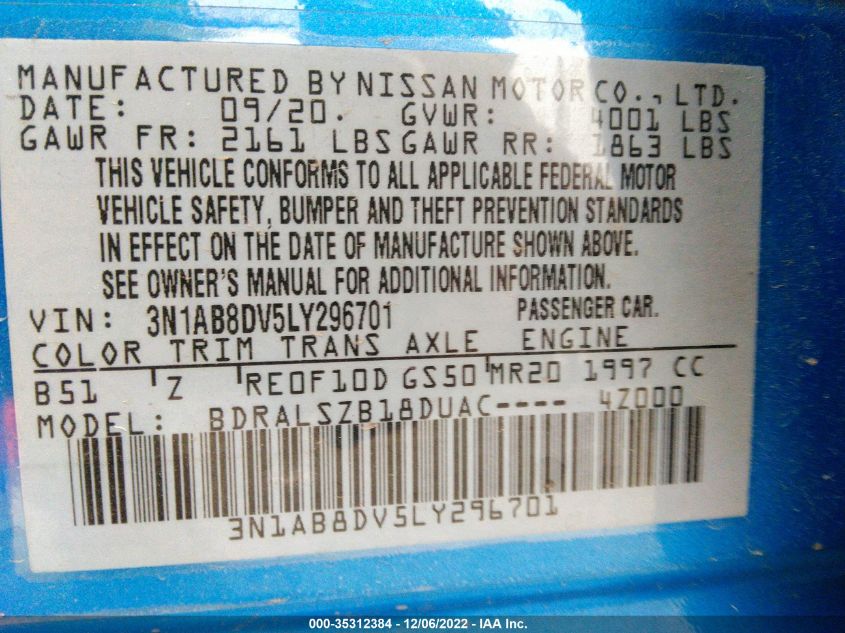 MANUFACTURED BY NISSAN MOTOR CO., LTD.
DATE: 09/20. GVWR: 4001 LBS
GAWR FR: 2161 LBS GAWR RR: 1863 LBS
THIS VEHICLE CONFORMS TO ALL APPLICABLE FEDERAL MOTOR
VEHICLE SAFETY, BUMPER AND THEFT PREVENTION STANDARDS
IN EFFECT ON THE DATE OF MANUFACTURE SHOWN ABOVE.
SEE OWNER'S MANUAL FOR ADDITIONAL INFORMATION.
VIN: 3N1AB8DV5LY296701 PASSENGER CAR.
COLOR TRIM TRANS AXLE ENGINE
B51 Z RE0F10D GS50 MR20 1997 CC
MODEL: BDRALSZB18DUAC---- 4Z000
3N1AB8DV5LY296701
000-35312384 - 12/06/2022 - IAA Inc.